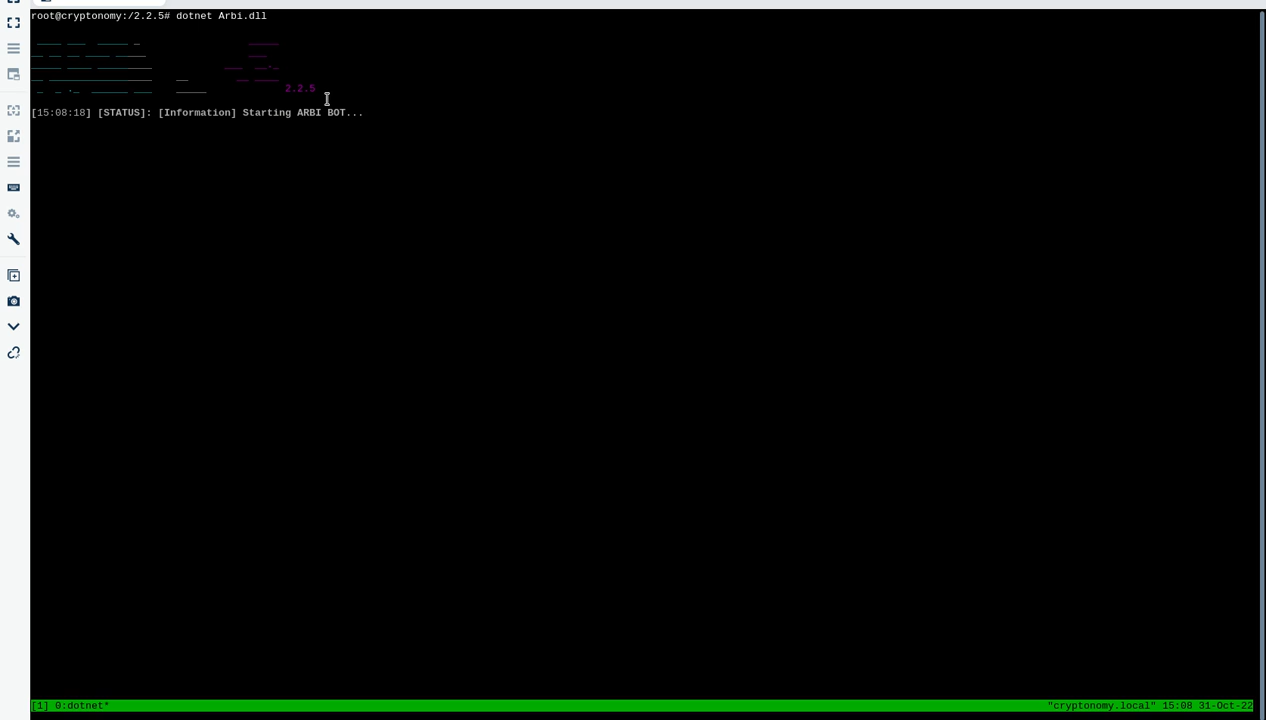 root@cryptonomy:/2.2.5# dotnet Arbi.dll
2.2.5
[15:08:18] [STATUS]: [Information] Starting ARBI BOT...
[1] 0:dotnet* "cryptonomy.local" 15:08 31-Oct-22